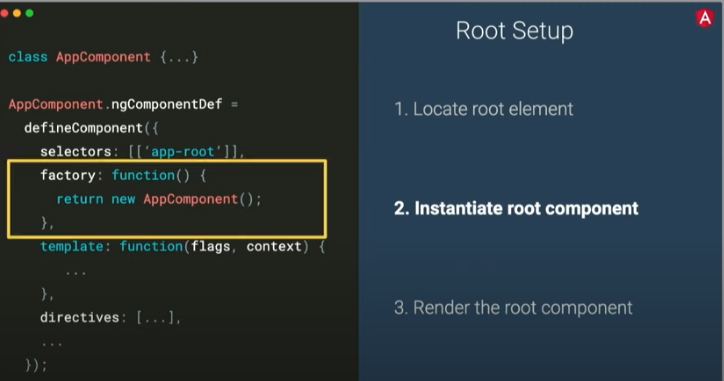 class AppComponent {...}
AppComponent.ngComponentDef =
defineComponent({
selectors: [['app-root']],
factory: function() {
return new AppComponent();
},
template: function(flags, context) {
...
},
directives: [...],
...
});
Root Setup
1. Locate root element
2. Instantiate root component
3. Render the root component
A